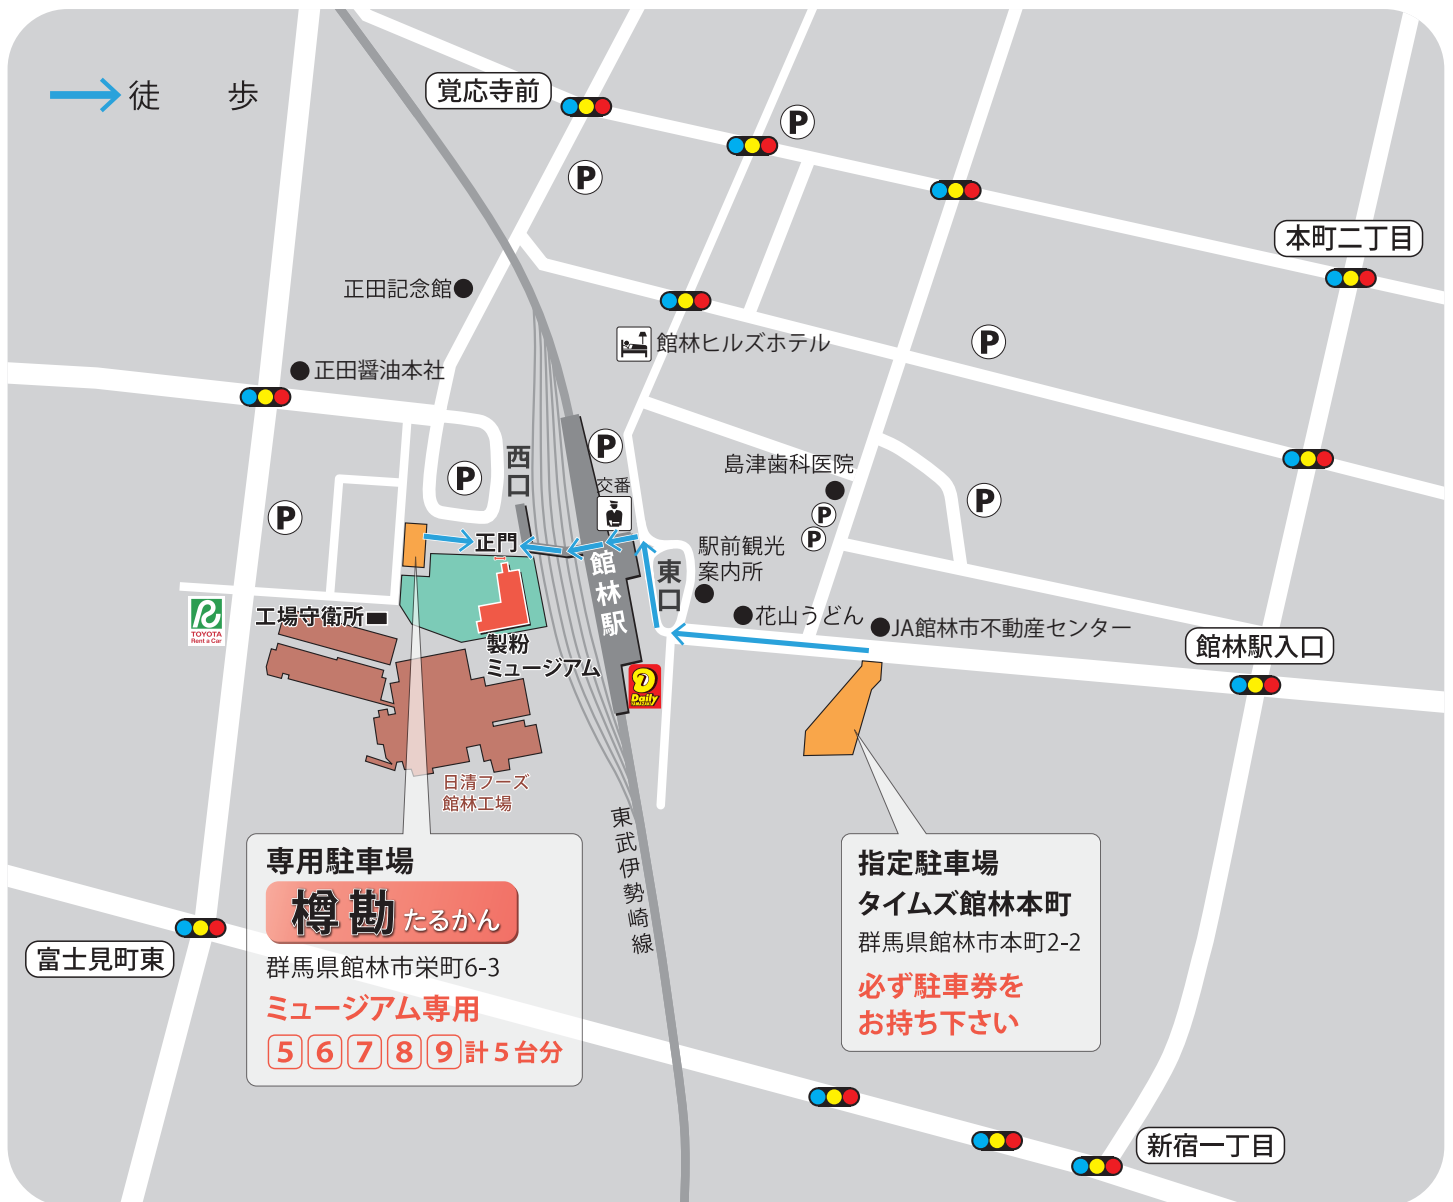 徒 歩
覚応寺前
P
P
本町二丁目
正田記念館
館林ヒルズホテル
P
正田醤油本社
西口
P
P
交番
島津歯科医院
P
P
P
P
正門
館林駅
東口
駅前観光
案内所
TOYOTA
Rent a Car
工場守衛所
花山うどん
JA館林市不動産センター
館林駅入口
製粉
ミュージアム
Daily
YAMAZAKI
日清フーズ
館林工場
東武伊勢崎線
専用駐車場
樽勘 たるかん
群馬県館林市栄町6-3
ミュージアム専用
5 6 7 8 9 計5台分
指定駐車場
タイムズ館林本町
群馬県館林市本町2-2
必ず駐車券を
お持ち下さい
富士見町東
新宿一丁目